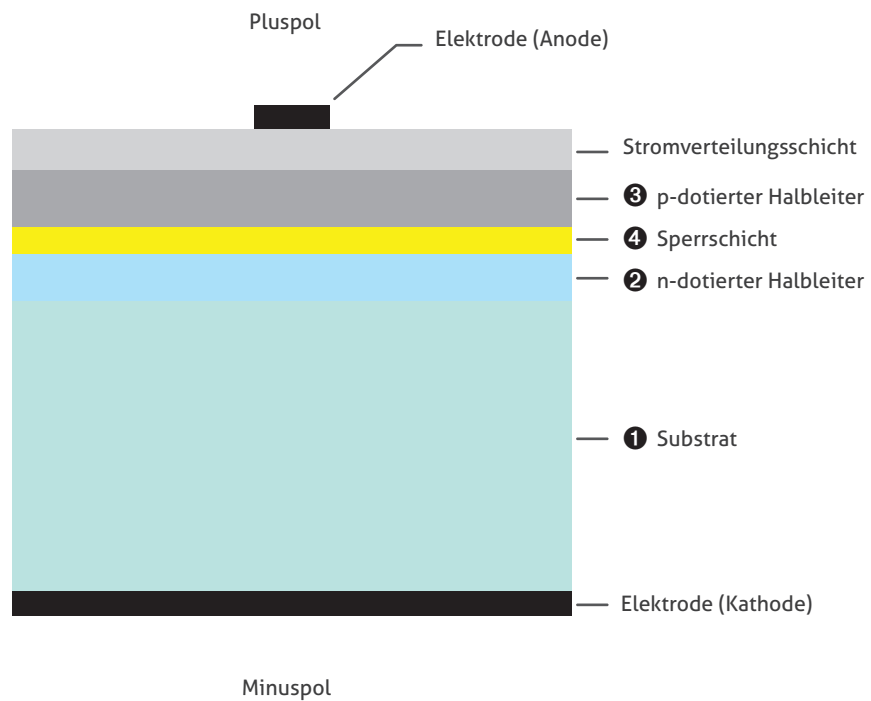 Pluspol
Elektrode (Anode)
Stromverteilungsschicht
❸ p-dotierter Halbleiter
❹ Sperrschicht
❷ n-dotierter Halbleiter
❶ Substrat
Elektrode (Kathode)
Minuspol